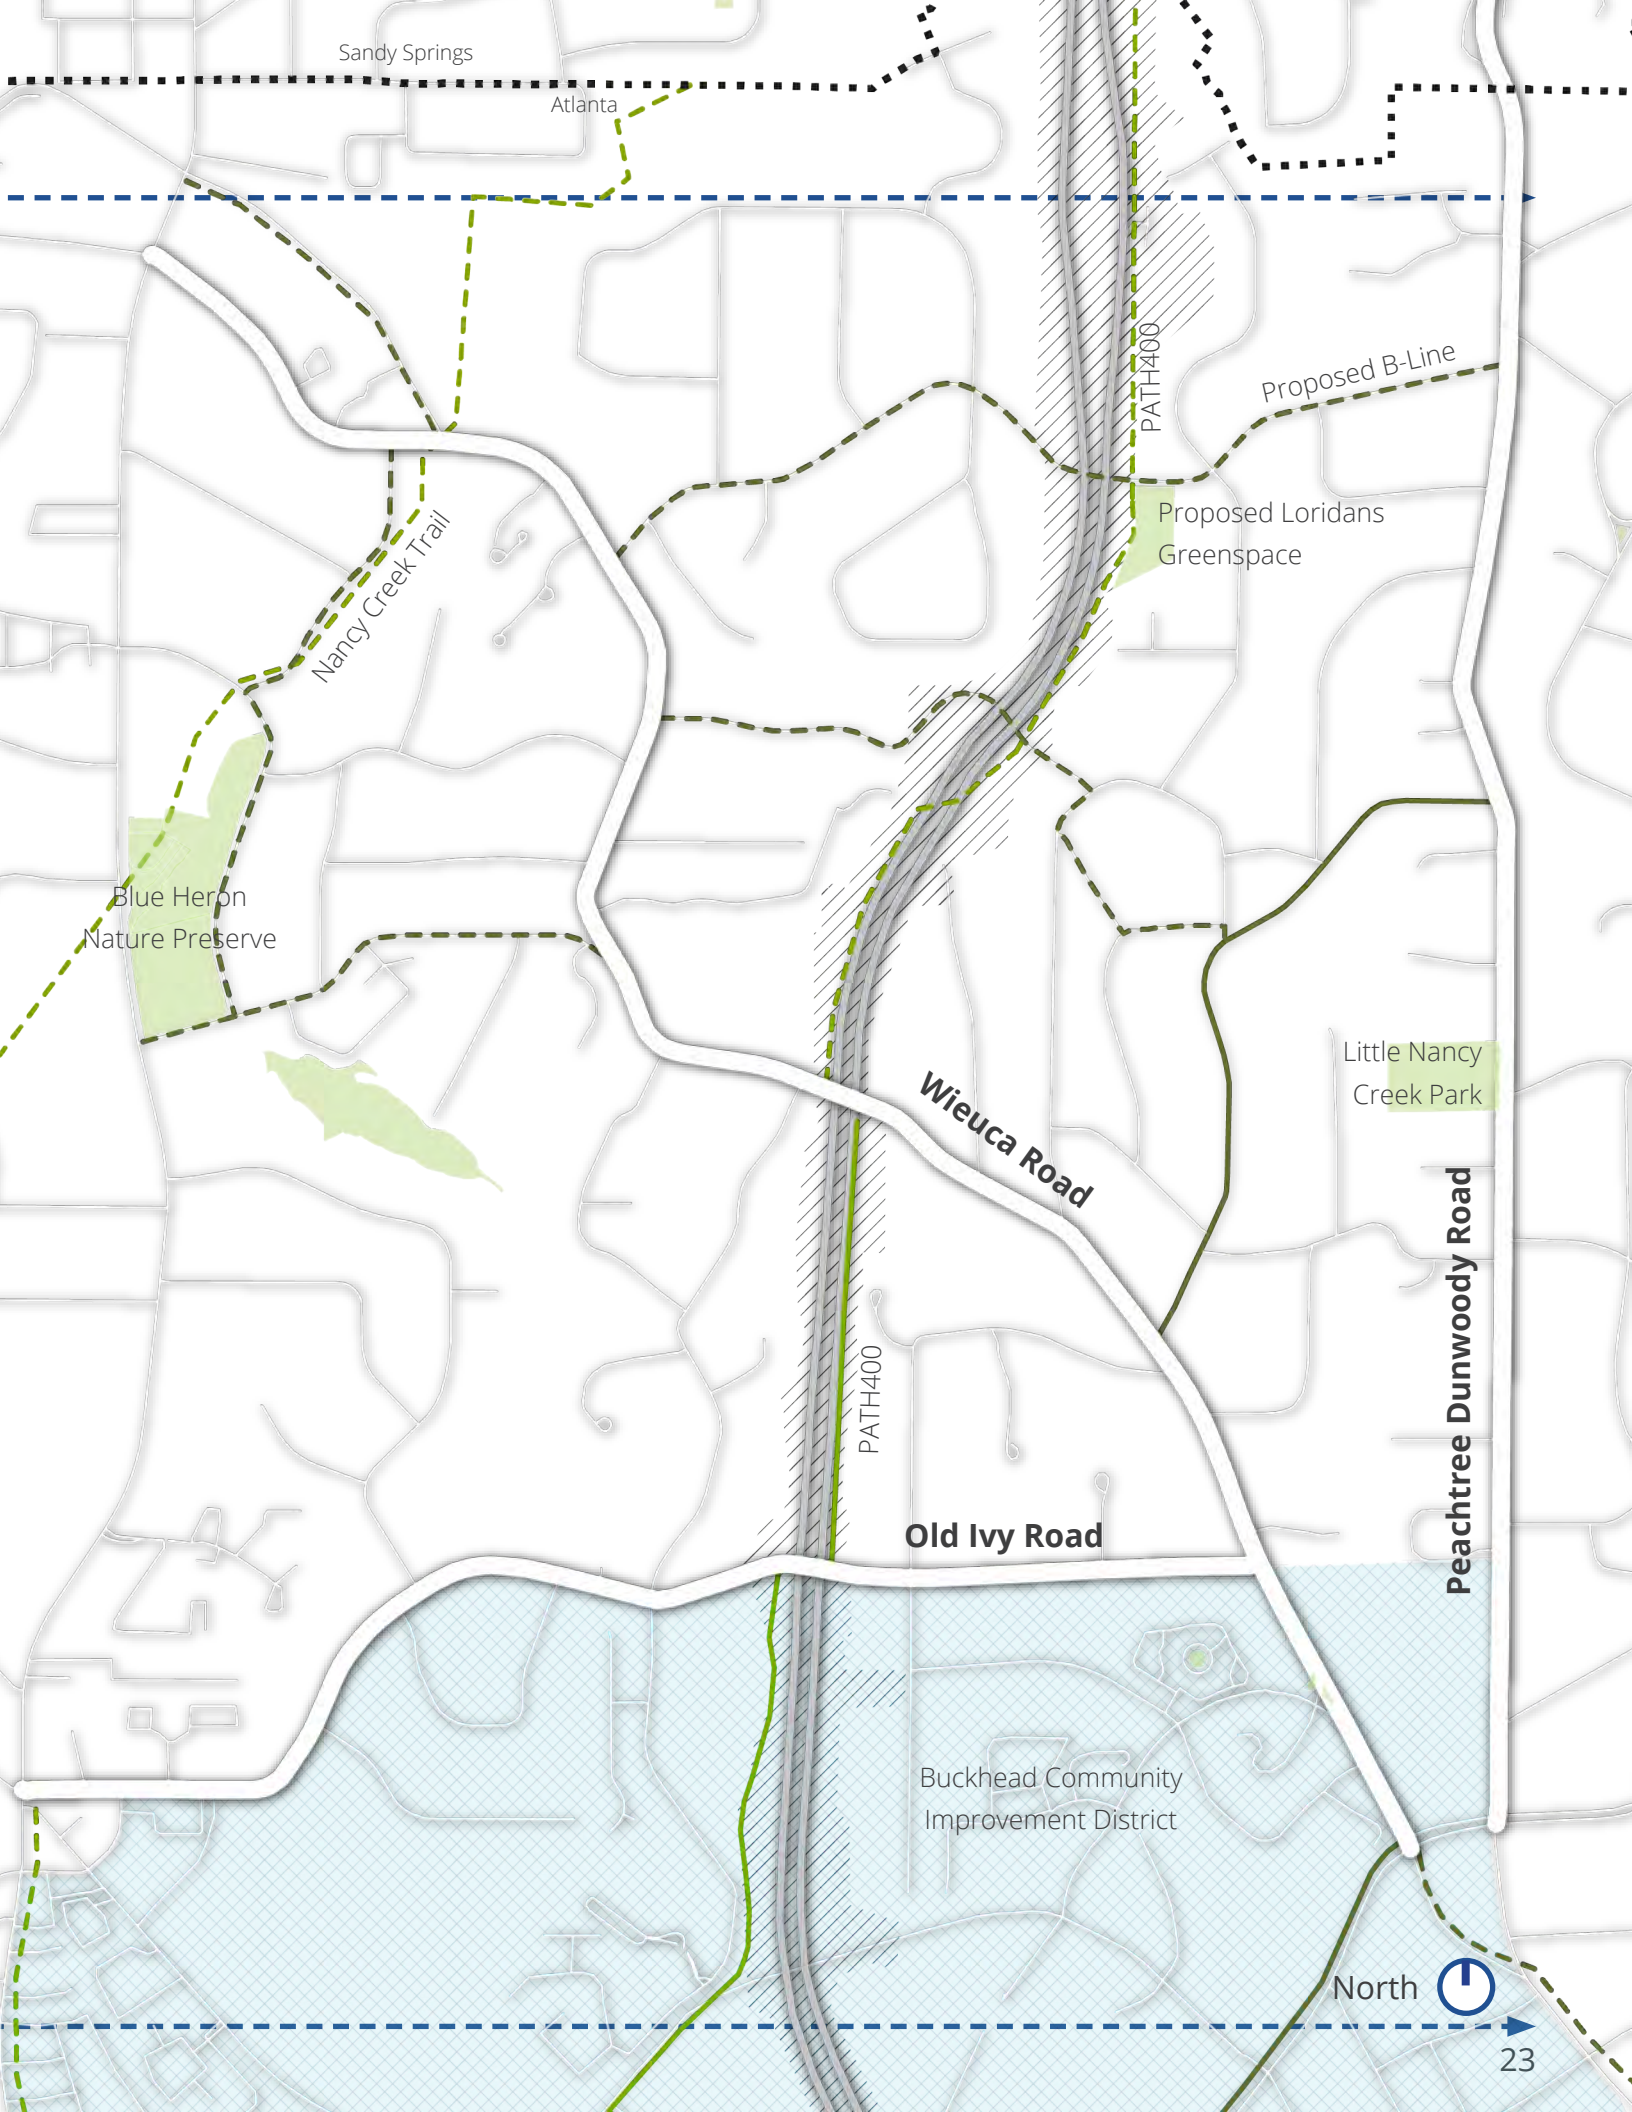 Sandy Springs
Atlanta
PATH400
Proposed B-Line
Proposed Loridans
Greenspace
Nancy Creek Trail
Blue Heron
Nature Preserve
Little Nancy
Creek Park
Wieuca Road
Peachtree Dunwoody Road
PATH400
Old Ivy Road
Buckhead Community
Improvement District
North
23